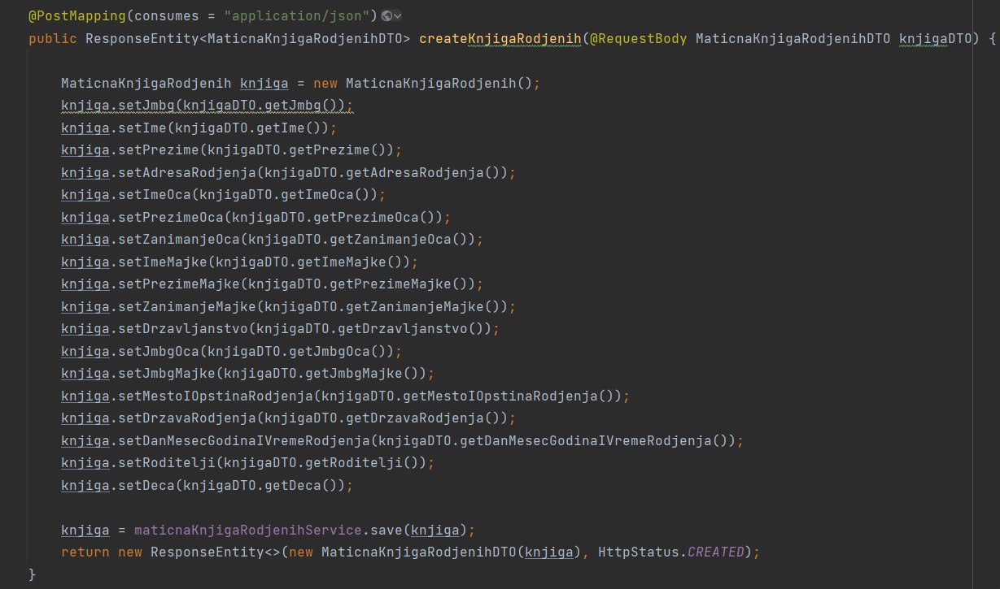 @PostMapping(consumes = "application/json")
public ResponseEntity<MaticnaKnjigaRodjenihDTO> createKnjigaRodjenih(@RequestBody MaticnaKnjigaRodjenihDTO knjigaDTO) {
MaticnaKnjigaRodjenih knjiga = new MaticnaKnjigaRodjenih();
knjiga.setJmbg(knjigaDTO.getJmbg());
knjiga.setIme(knjigaDTO.getIme());
knjiga.setPrezime(knjigaDTO.getPrezime());
knjiga.setAdresaRodjenja(knjigaDTO.getAdresaRodjenja());
knjiga.setImeOca(knjigaDTO.getImeOca());
knjiga.setPrezimeOca(knjigaDTO.getPrezimeOca());
knjiga.setZanimanjeOca(knjigaDTO.getZanimanjeOca());
knjiga.setImeMajke(knjigaDTO.getImeMajke());
knjiga.setPrezimeMajke(knjigaDTO.getPrezimeMajke());
knjiga.setZanimanjeMajke(knjigaDTO.getZanimanjeMajke());
knjiga.setDrzavljanstvo(knjigaDTO.getDrzavljanstvo());
knjiga.setJmbgOca(knjigaDTO.getJmbgOca());
knjiga.setJmbgMajke(knjigaDTO.getJmbgMajke());
knjiga.setMestoIOpstinaRodjenja(knjigaDTO.getMestoIOpstinaRodjenja());
knjiga.setDrzavaRodjenja(knjigaDTO.getDrzavaRodjenja());
knjiga.setDanMesecGodinaIVremeRodjenja(knjigaDTO.getDanMesecGodinaIVremeRodjenja());
knjiga.setRoditelji(knjigaDTO.getRoditelji());
knjiga.setDeca(knjigaDTO.getDeca());
knjiga = maticnaKnjigaRodjenihService.save(knjiga);
return new ResponseEntity<>(new MaticnaKnjigaRodjenihDTO(knjiga), HttpStatus.CREATED);
}